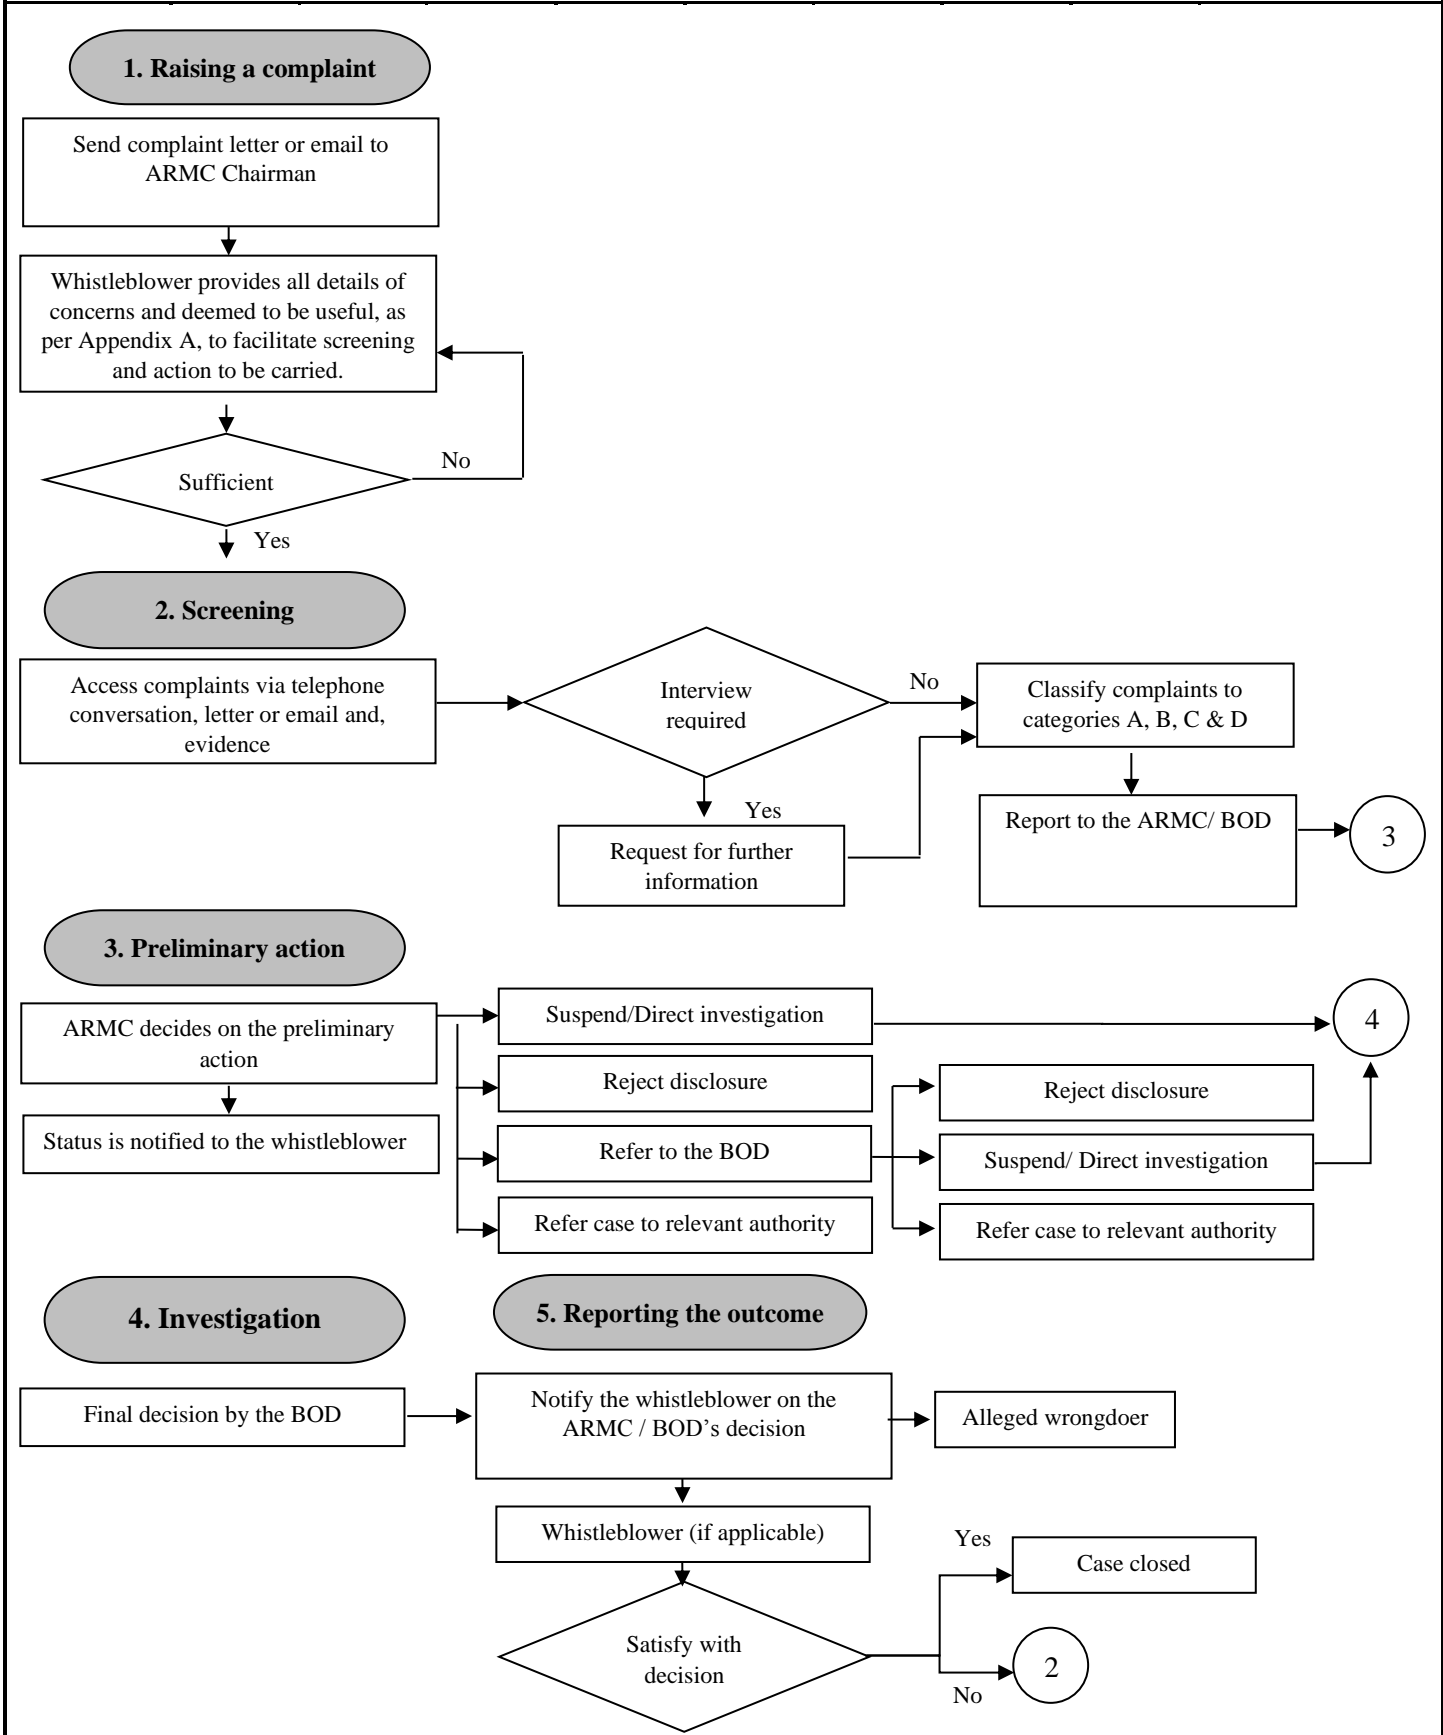 1. Raising a complaint
Send complaint letter or email to
ARMC Chairman
Whistleblower provides all details of
concerns and deemed to be useful, as
per Appendix A, to facilitate screening
and action to be carried.
Sufficient
No
Yes
2. Screening
Access complaints via telephone
conversation, letter or email and,
evidence
Interview
required
No
Yes
Classify complaints to
categories A, B, C & D
Request for further
information
Report to the ARMC/ BOD
3
3. Preliminary action
ARMC decides on the preliminary
action
Status is notified to the whistleblower
Suspend/Direct investigation
Reject disclosure
Refer to the BOD
Refer case to relevant authority
4
Reject disclosure
Suspend/ Direct investigation
Refer case to relevant authority
4. Investigation
5. Reporting the outcome
Final decision by the BOD
Notify the whistleblower on the
ARMC / BOD’s decision
Alleged wrongdoer
Whistleblower (if applicable)
Satisfy with
decision
Yes
Case closed
No
2